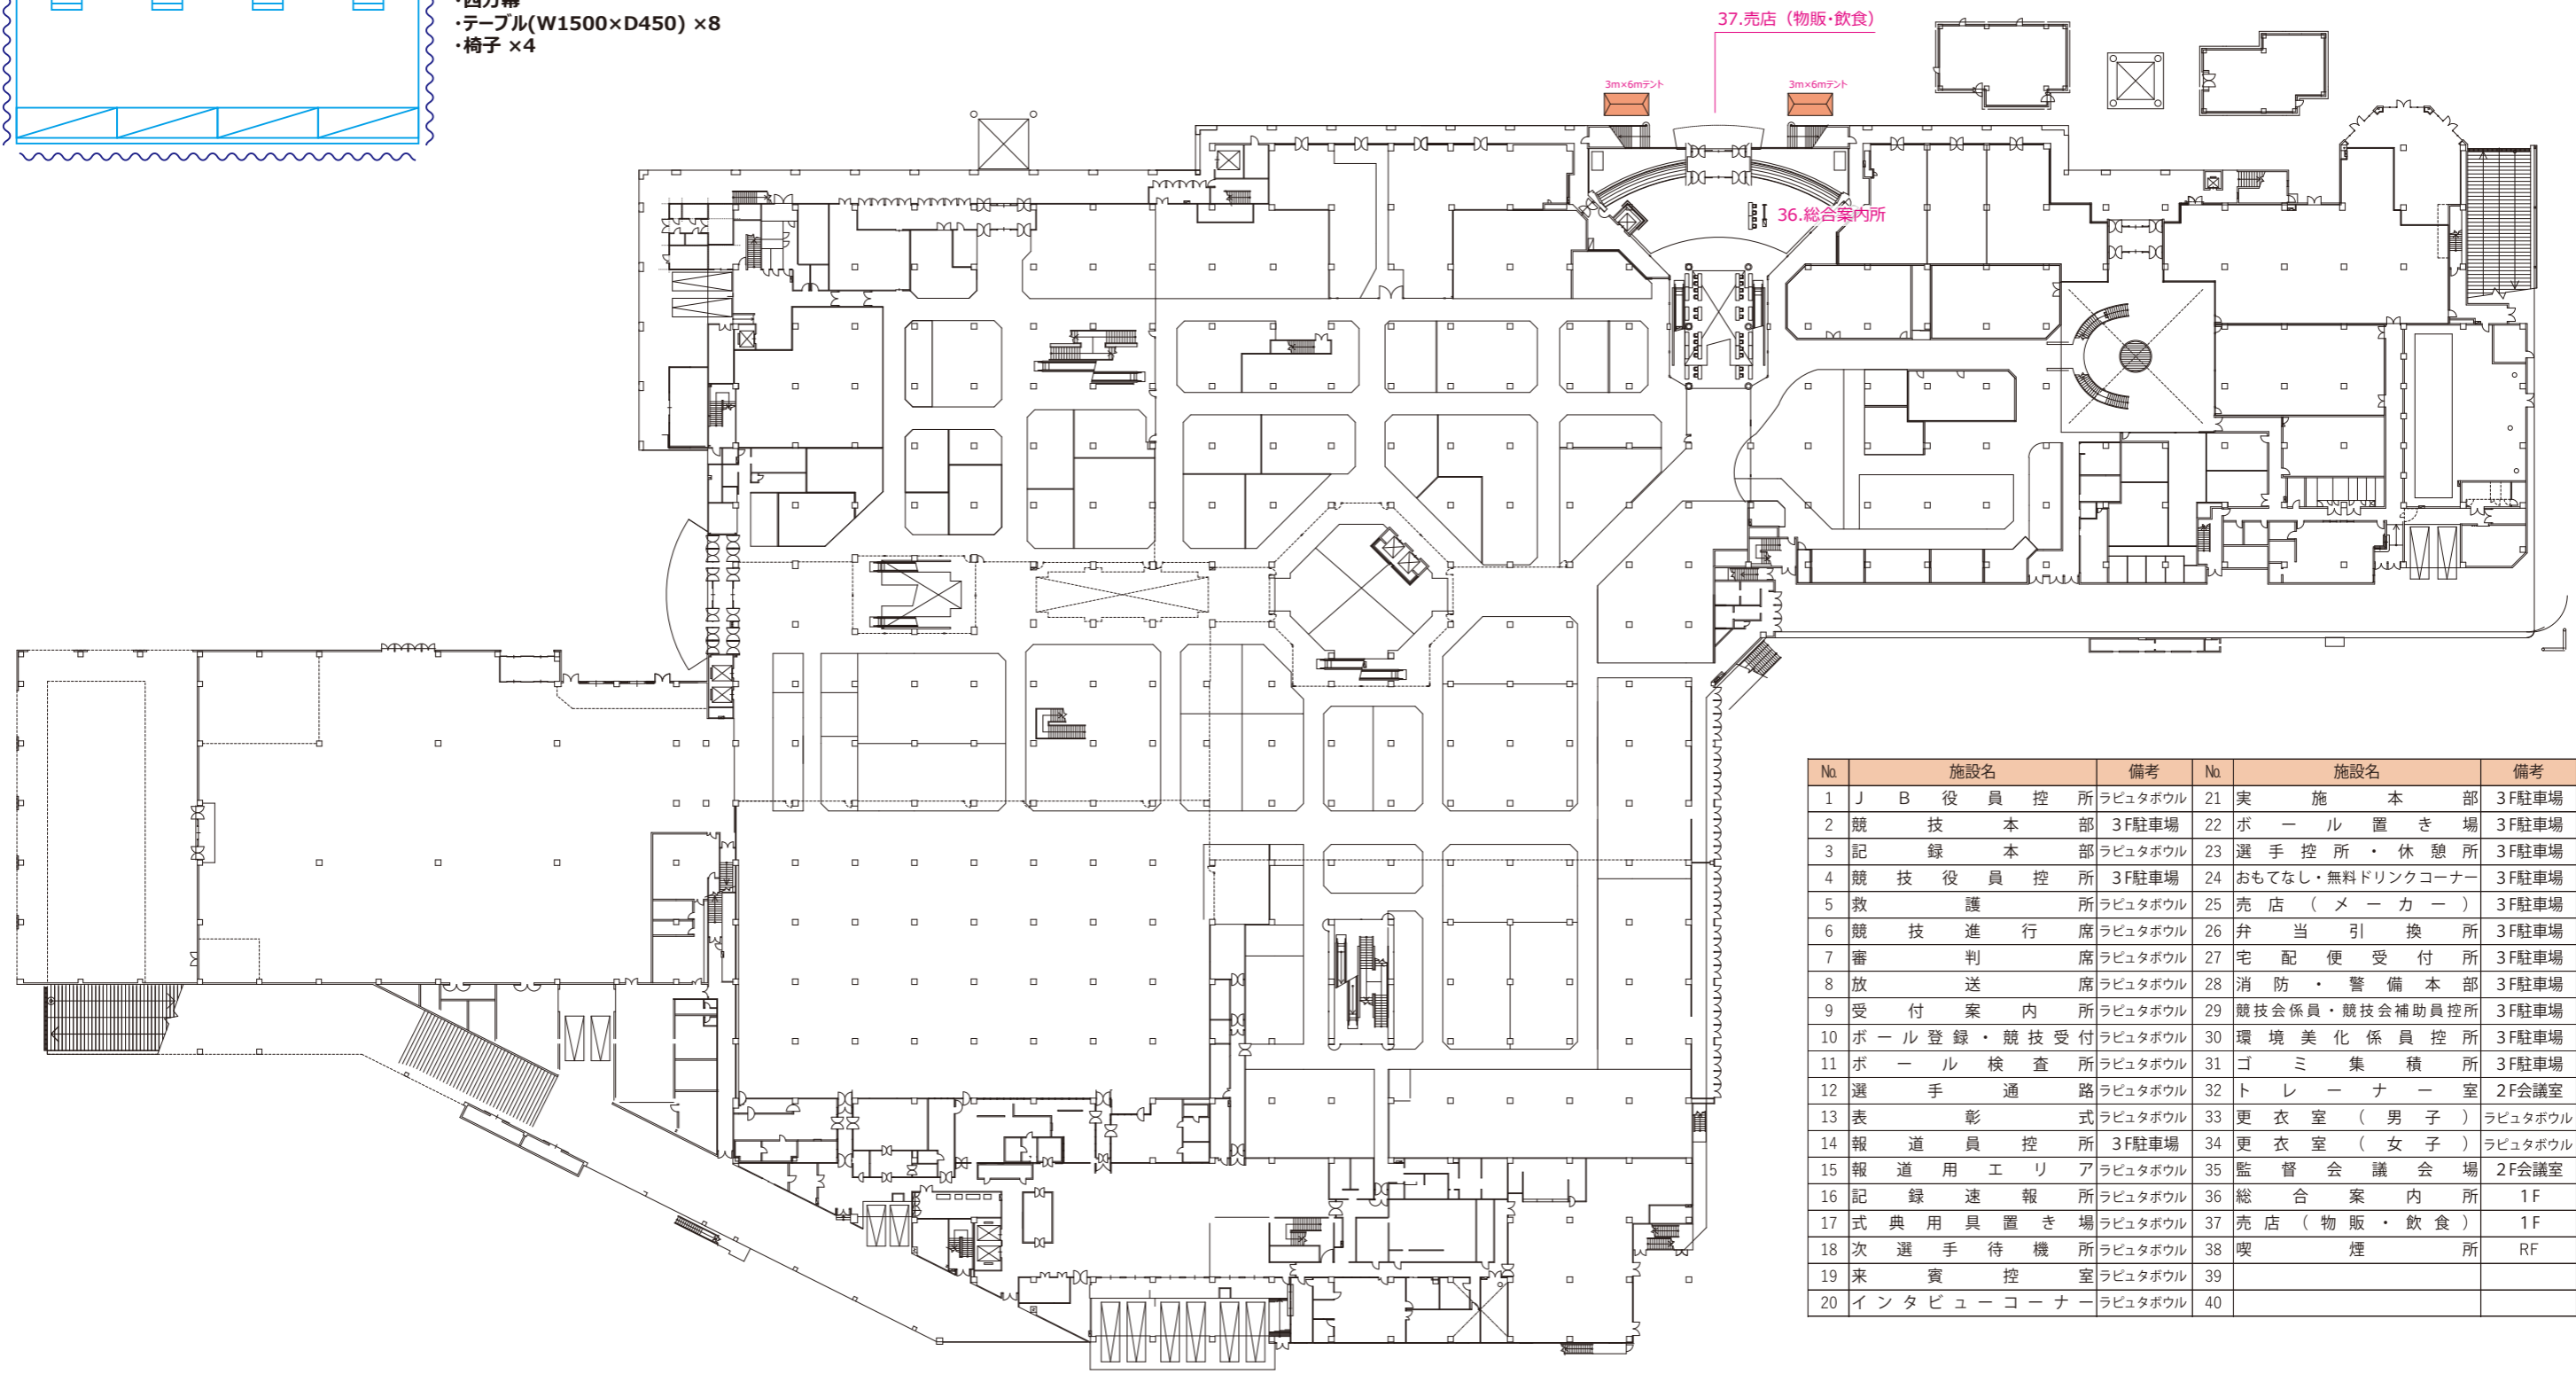 ・四方幕
・テーブル(W1500×D450) ×8
・椅子 ×4
37.売店（物販・飲食）
3m×6mテント
3m×6mテント
36.総合案内所
№ 施設名 備考 № 施設名 備考
1 ＪＢ役員控所 ラピュタボウル 21 実施本部 3F駐車場
2 競技本部 3F駐車場 22 ボール置き場 3F駐車場
3 記録本部 ラピュタボウル 23 選手控所・休憩所 3F駐車場
4 競技役員控所 3F駐車場 24 おもてなし・無料ドリンクコーナー 3F駐車場
5 救護所 ラピュタボウル 25 売店（メーカー） 3F駐車場
6 競技進行席 ラピュタボウル 26 弁当引換所 3F駐車場
7 審判席 ラピュタボウル 27 宅配便受付所 3F駐車場
8 放送席 ラピュタボウル 28 消防・警備本部 3F駐車場
9 受付案内所 ラピュタボウル 29 競技会係員・競技会補助員控所 3F駐車場
10 ボール登録・競技受付 ラピュタボウル 30 環境美化係員控所 3F駐車場
11 ボール検査所 ラピュタボウル 31 ゴミ集積所 3F駐車場
12 選手通路 ラピュタボウル 32 トレーナー室 2F会議室
13 表彰式 ラピュタボウル 33 更衣室（男子） ラピュタボウル
14 報道員控所 3F駐車場 34 更衣室（女子） ラピュタボウル
15 報道用エリア ラピュタボウル 35 監督会議会場 2F会議室
16 記録速報所 ラピュタボウル 36 総合案内所 1F
17 式典用具置き場 ラピュタボウル 37 売店（物販・飲食） 1F
18 次選手待機所 ラピュタボウル 38 喫煙所 RF
19 来賓控室 ラピュタボウル 39
20 インタビューコーナー ラピュタボウル 40